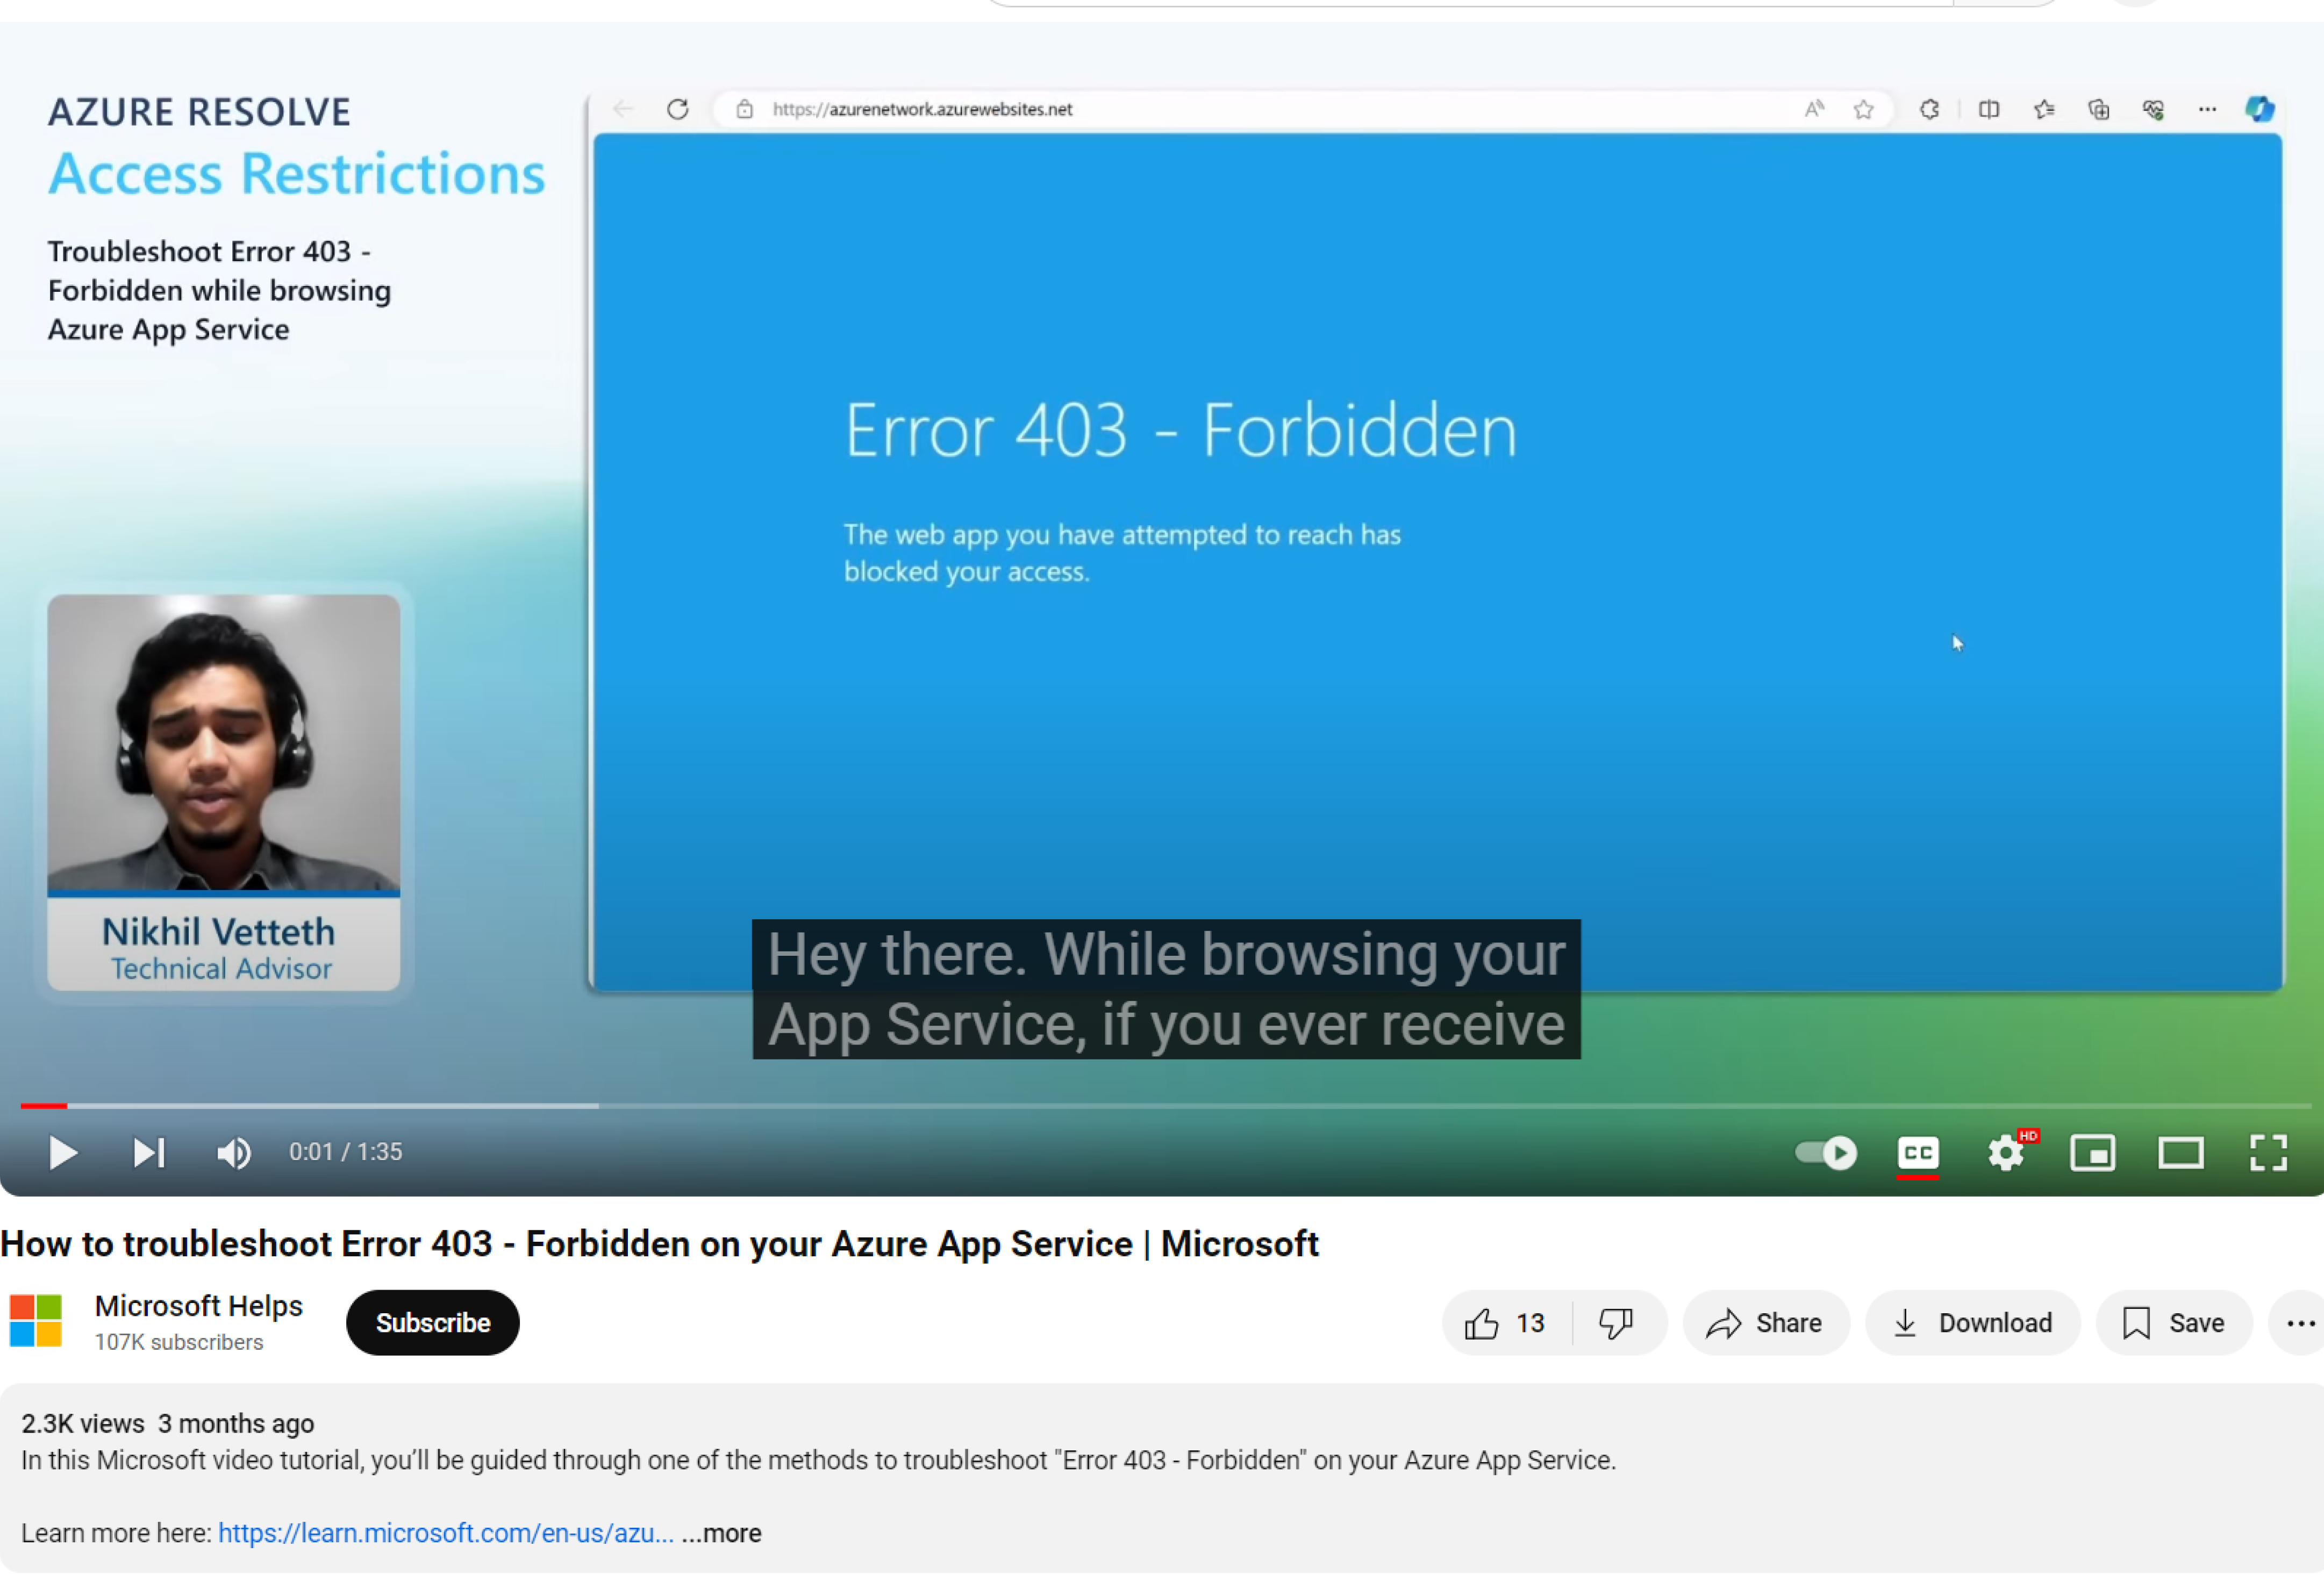 AZURE RESOLVE
Access Restrictions
Troubleshoot Error 403 -
Forbidden while browsing
Azure App Service
https://azurenetwork.azurewebsites.net
Error 403 - Forbidden
The web app you have attempted to reach has
blocked your access.
Nikhil Vetteth
Technical Advisor
Hey there. While browsing your
App Service, if you ever receive
0:01 / 1:35
CC
HD
How to troubleshoot Error 403 - Forbidden on your Azure App Service | Microsoft
Microsoft Helps
107K subscribers
Subscribe
13
Share
Download
Save
2.3K views 3 months ago
In this Microsoft video tutorial, you’ll be guided through one of the methods to troubleshoot "Error 403 - Forbidden" on your Azure App Service.
Learn more here: https://learn.microsoft.com/en-us/azu... ...more